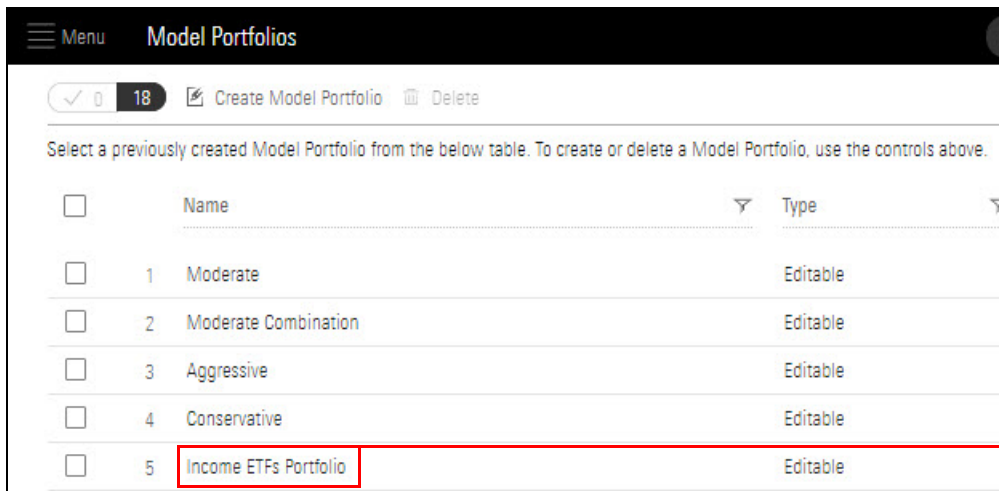 Menu Model Portfolios
0 18 Create Model Portfolio Delete
Select a previously created Model Portfolio from the below table. To create or delete a Model Portfolio, use the controls above.
Name Type
1 Moderate Editable
2 Moderate Combination Editable
3 Aggressive Editable
4 Conservative Editable
5 Income ETFs Portfolio Editable